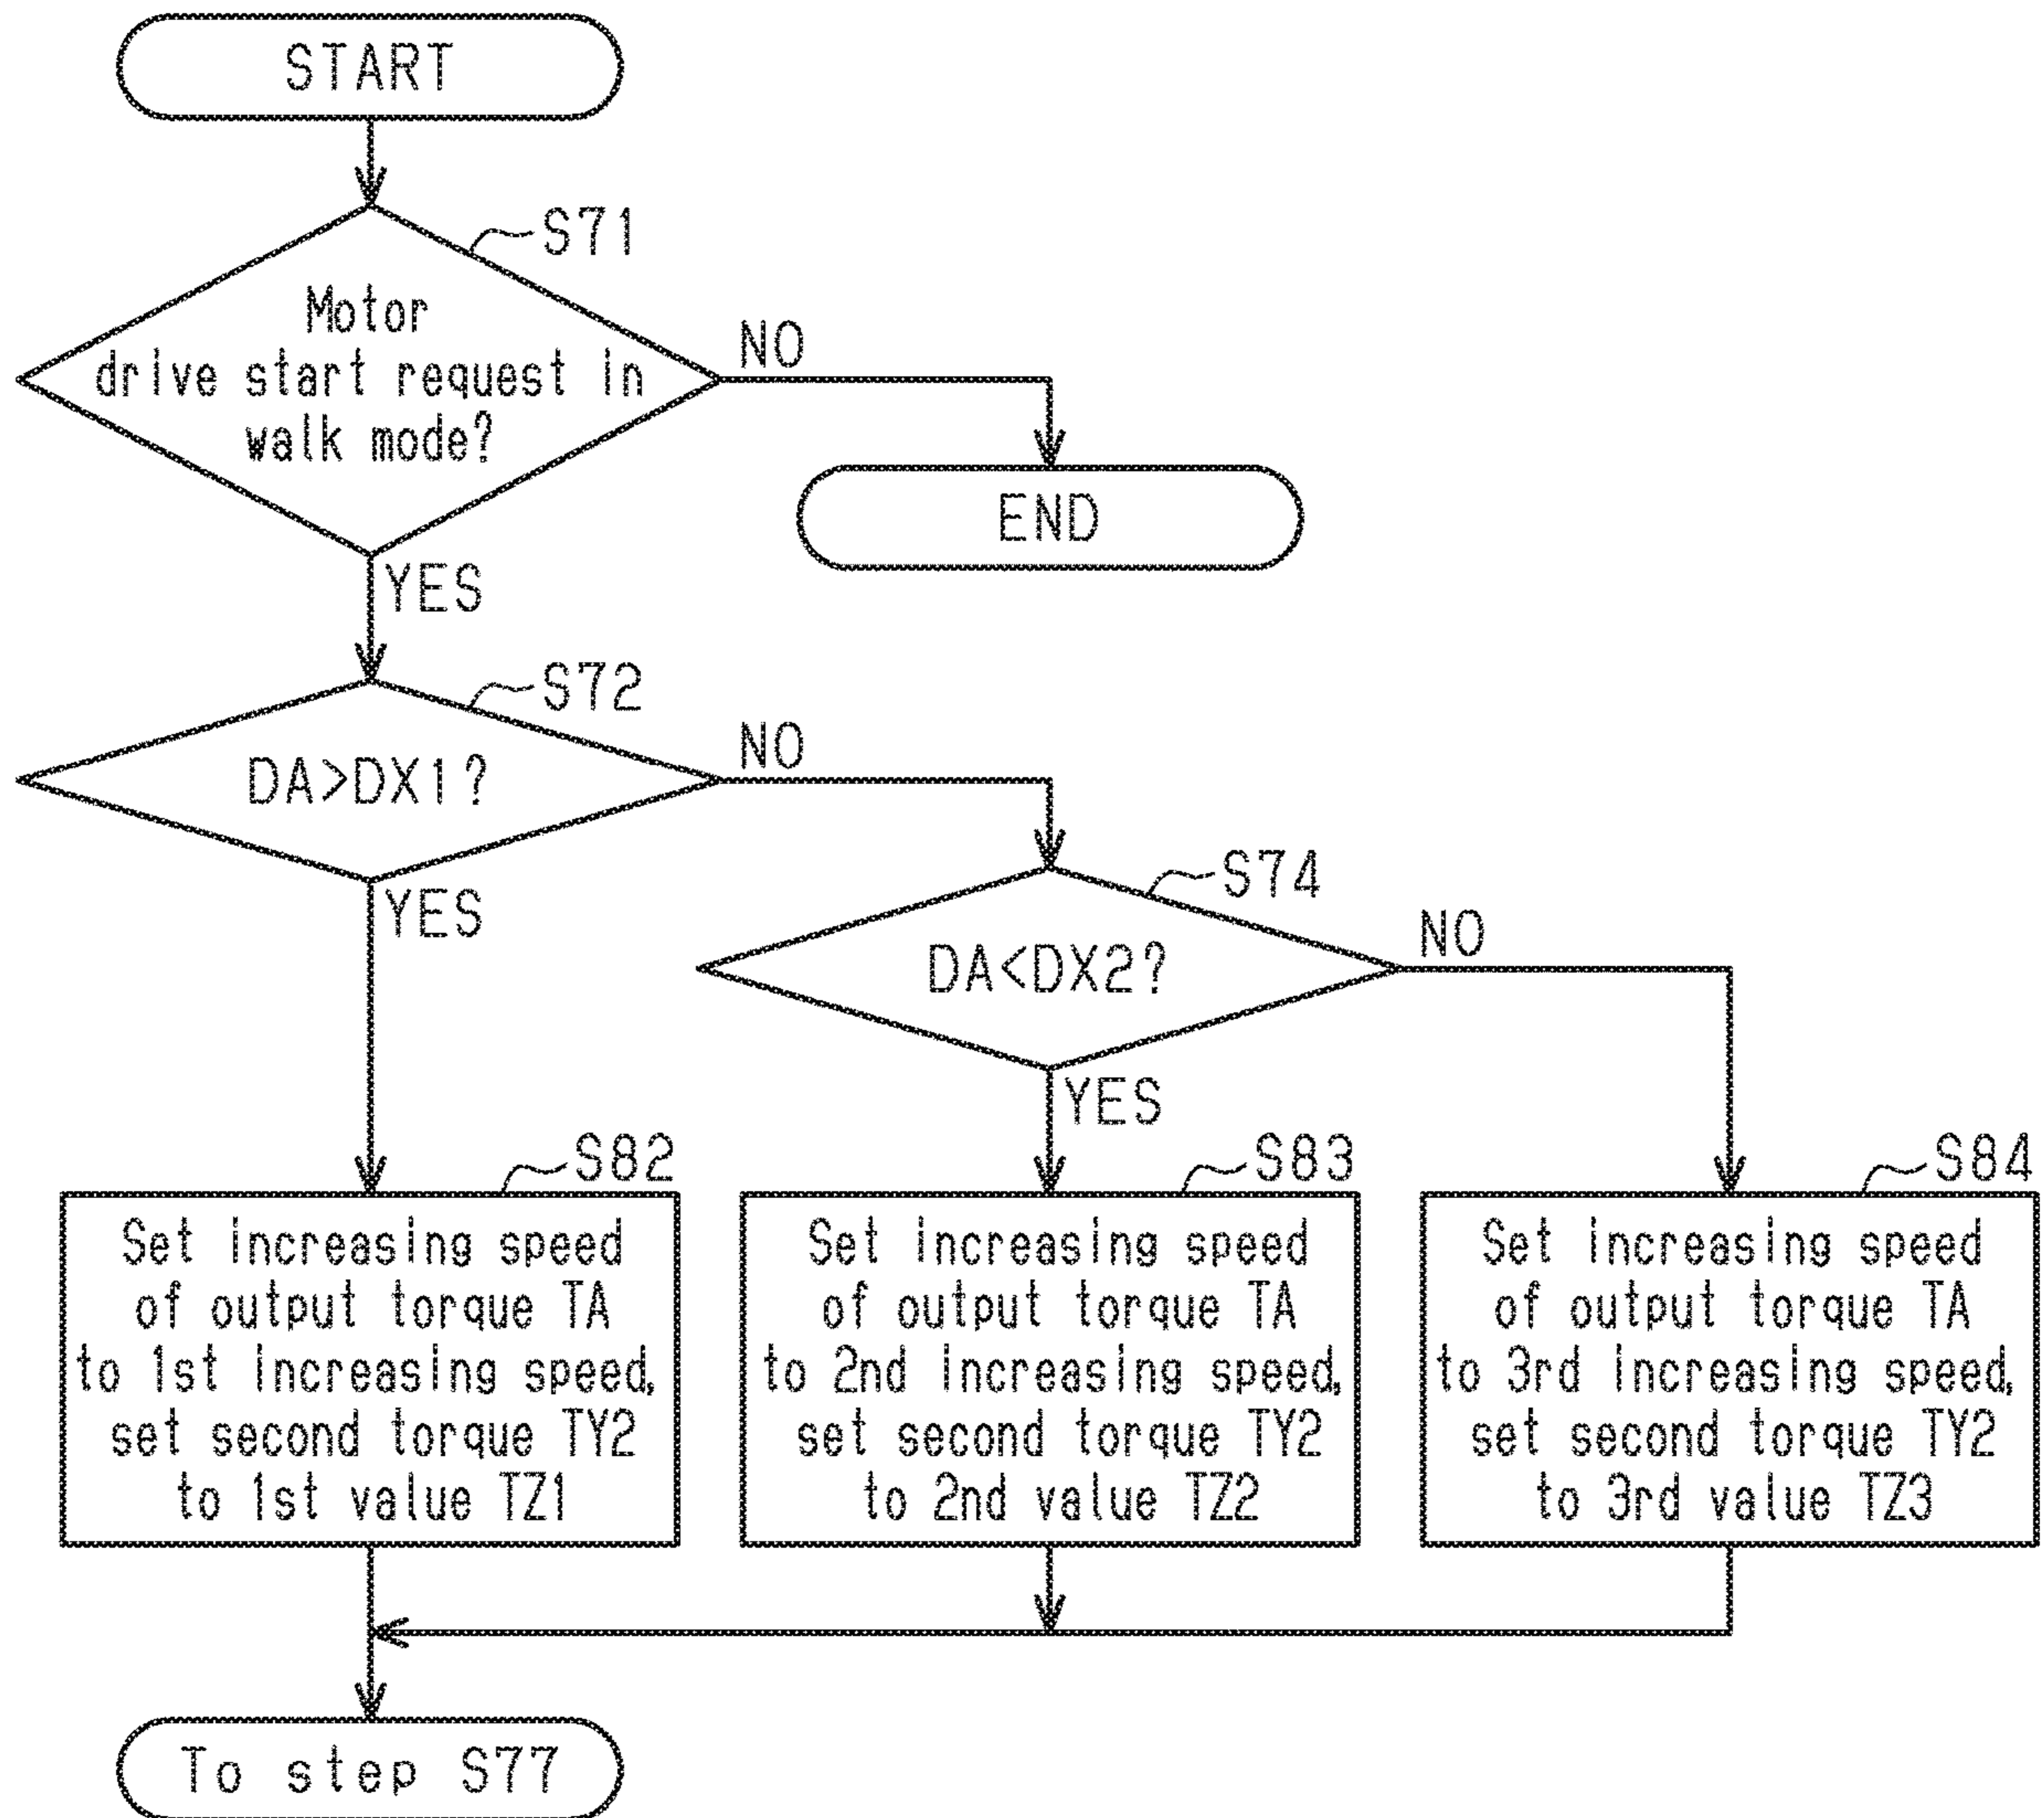 START
S71
Motor
drive start request in
walk mode?
NO
END
YES
S72
DA>DX1?
NO
YES
S74
DA<DX2?
NO
YES
S82
Set increasing speed
of output torque TA
to 1st increasing speed,
set second torque TY2
to 1st value TZ1
S83
Set increasing speed
of output torque TA
to 2nd increasing speed,
set second torque TY2
to 2nd value TZ2
S84
Set increasing speed
of output torque TA
to 3rd increasing speed,
set second torque TY2
to 3rd value TZ3
To step S77